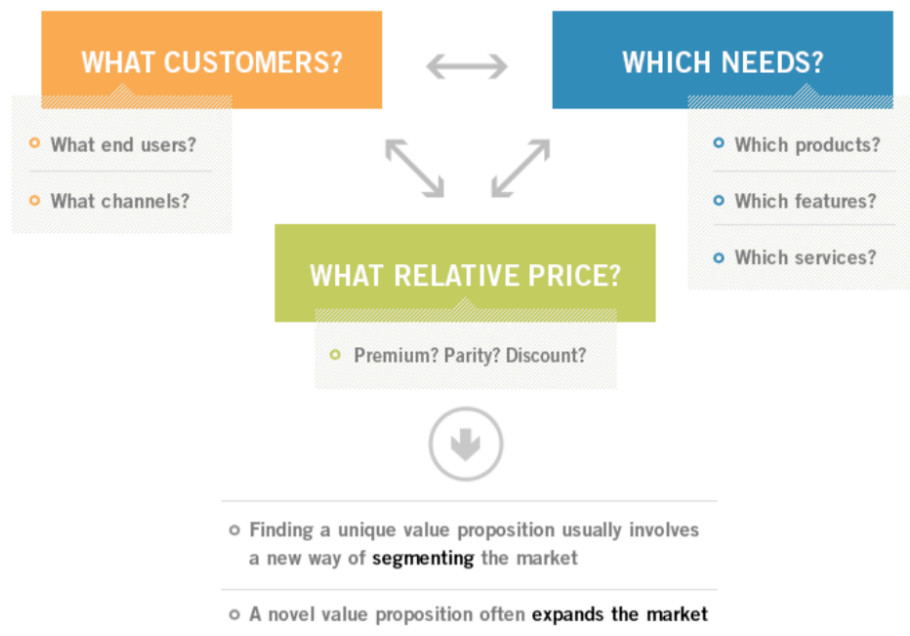 WHAT CUSTOMERS?
What end users?
What channels?
WHICH NEEDS?
Which products?
Which features?
Which services?
WHAT RELATIVE PRICE?
Premium? Parity? Discount?
Finding a unique value proposition usually involves
a new way of segmenting the market
A novel value proposition often expands the market